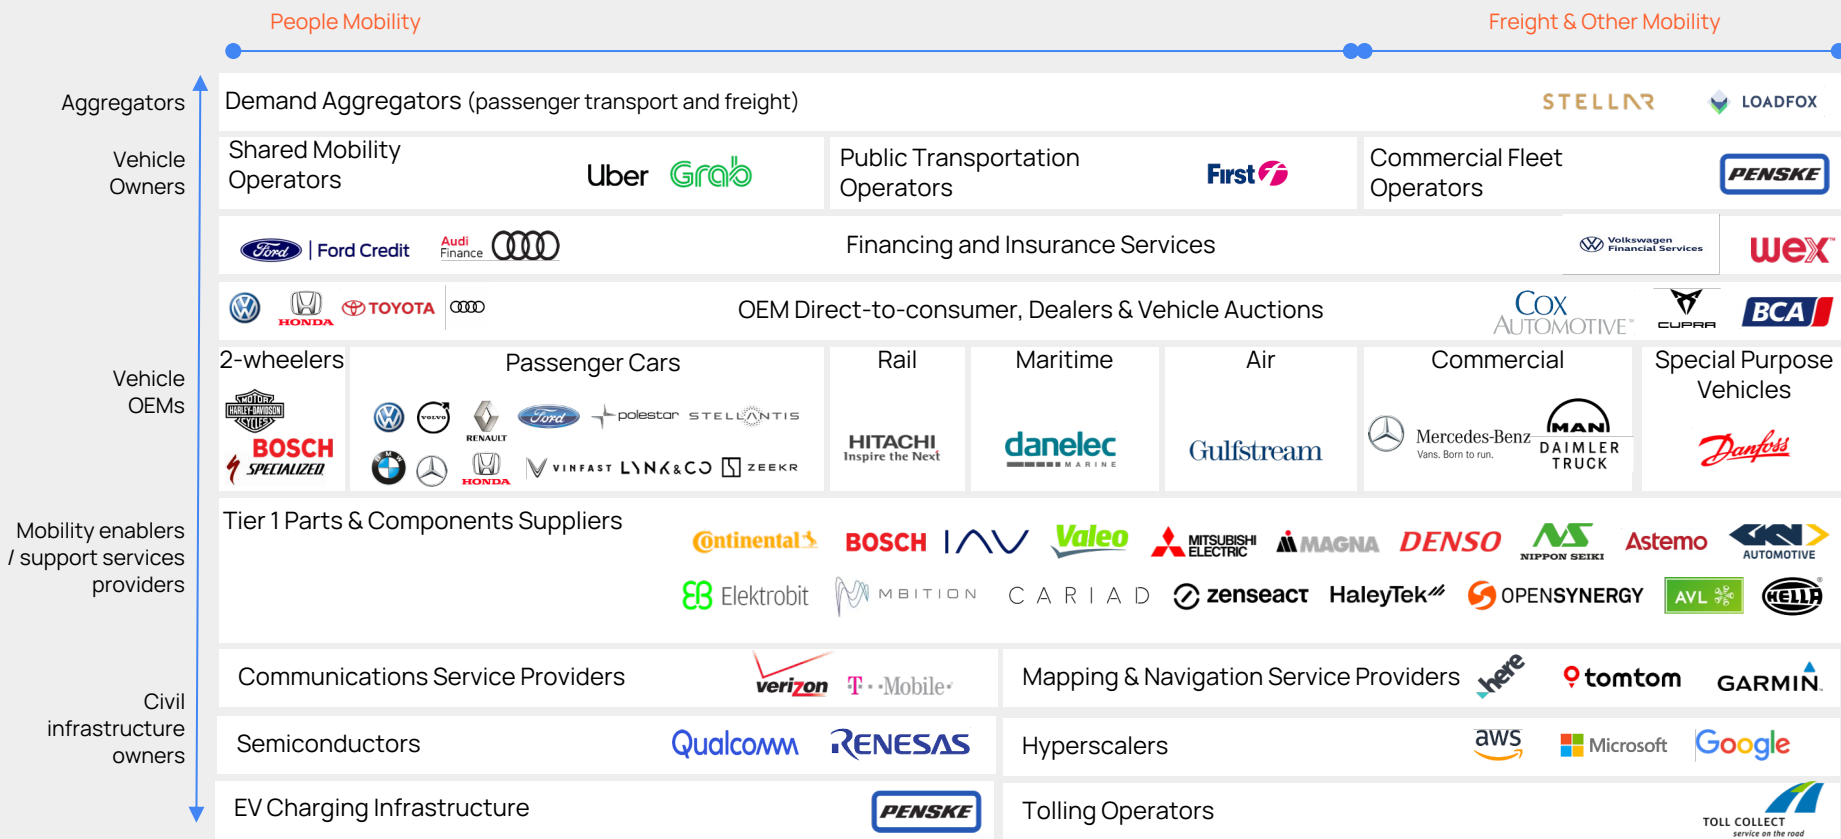 People Mobility
Freight & Other Mobility
Aggregators
Demand Aggregators (passenger transport and freight)
STELLAR
LOADFOX
Vehicle
Owners
Shared Mobility
Operators
Uber
Grab
Public Transportation
Operators
First
Commercial Fleet
Operators
PENSKE
Ford
Ford Credit
Audi
Finance
Financing and Insurance Services
Volkswagen
Financial Services
wex™
HONDA
TOYOTA
OEM Direct-to-consumer, Dealers & Vehicle Auctions
COX
AUTOMOTIVE™
CUPRA
BCA
Vehicle
OEMs
2-wheelers
MOTOR
HARLEY-DAVIDSON
CYCLES
BOSCH
SPECIALIZED
Passenger Cars
VOLVO
RENAULT
Ford
polestar
STELLANTIS
BMW
HONDA
VINFAST
LYNK&CO
ZEEKR
Rail
HITACHI
Inspire the Next
Maritime
danelec
MARINE
Air
Gulfstream
Commercial
Mercedes-Benz
Vans. Born to run.
MAN
DAIMLER
TRUCK
Special Purpose
Vehicles
Danfoss
Mobility enablers
/ support services
providers
Tier 1 Parts & Components Suppliers
Continental
BOSCH
IAV
Valeo
MITSUBISHI
ELECTRIC
MAGNA
DENSO
NIPPON SEIKI
Astemo
GKN
AUTOMOTIVE
Elektrobit
MBITION
CARIAD
zenseact
HaleyTek
OPENSYNERGY
AVL
HELLA
Civil
infrastructure
owners
Communications Service Providers
verizon
T··Mobile·
Mapping & Navigation Service Providers
here
tomtom
GARMIN
Semiconductors
Qualcomm
RENESAS
Hyperscalers
aws
Microsoft
Google
EV Charging Infrastructure
PENSKE
Tolling Operators
TOLL COLLECT
service on the road